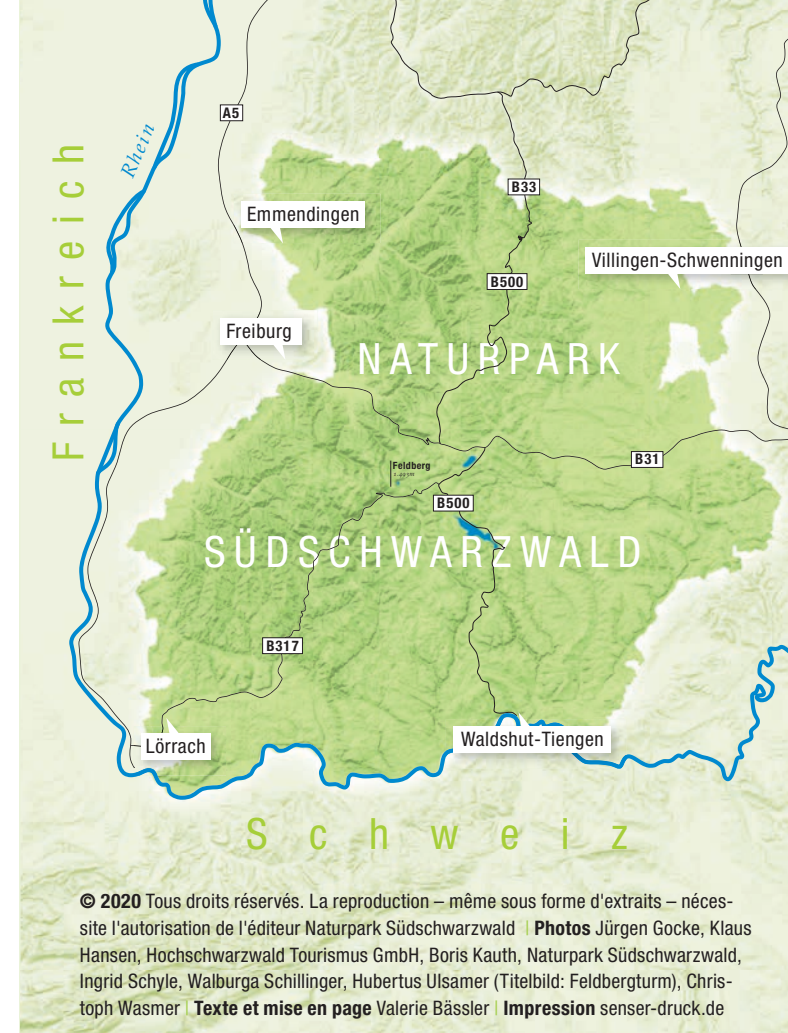 A5
Rhein
Frankreich
B33
Emmendingen
Villingen-Schwenningen
B500
Freiburg
NATURPARK
B31
Feldberg
B500
SÜDSCHWARZWALD
B317
Lörrach
Waldshut-Tiengen
Schweiz
© 2020 Tous droits réservés. La reproduction – même sous forme d'extraits – néces-
site l'autorisation de l'éditeur Naturpark Südschwarzwald | Photos Jürgen Gocke, Klaus
Hansen, Hochschwarzwald Tourismus GmbH, Boris Kauth, Naturpark Südschwarzwald,
Ingrid Schyle, Walburga Schillinger, Hubertus Ulsamer (Titelbild: Feldbergturm), Chris-
toph Wasmer | Texte et mise en page Valerie Bässler | Impression senser-druck.de